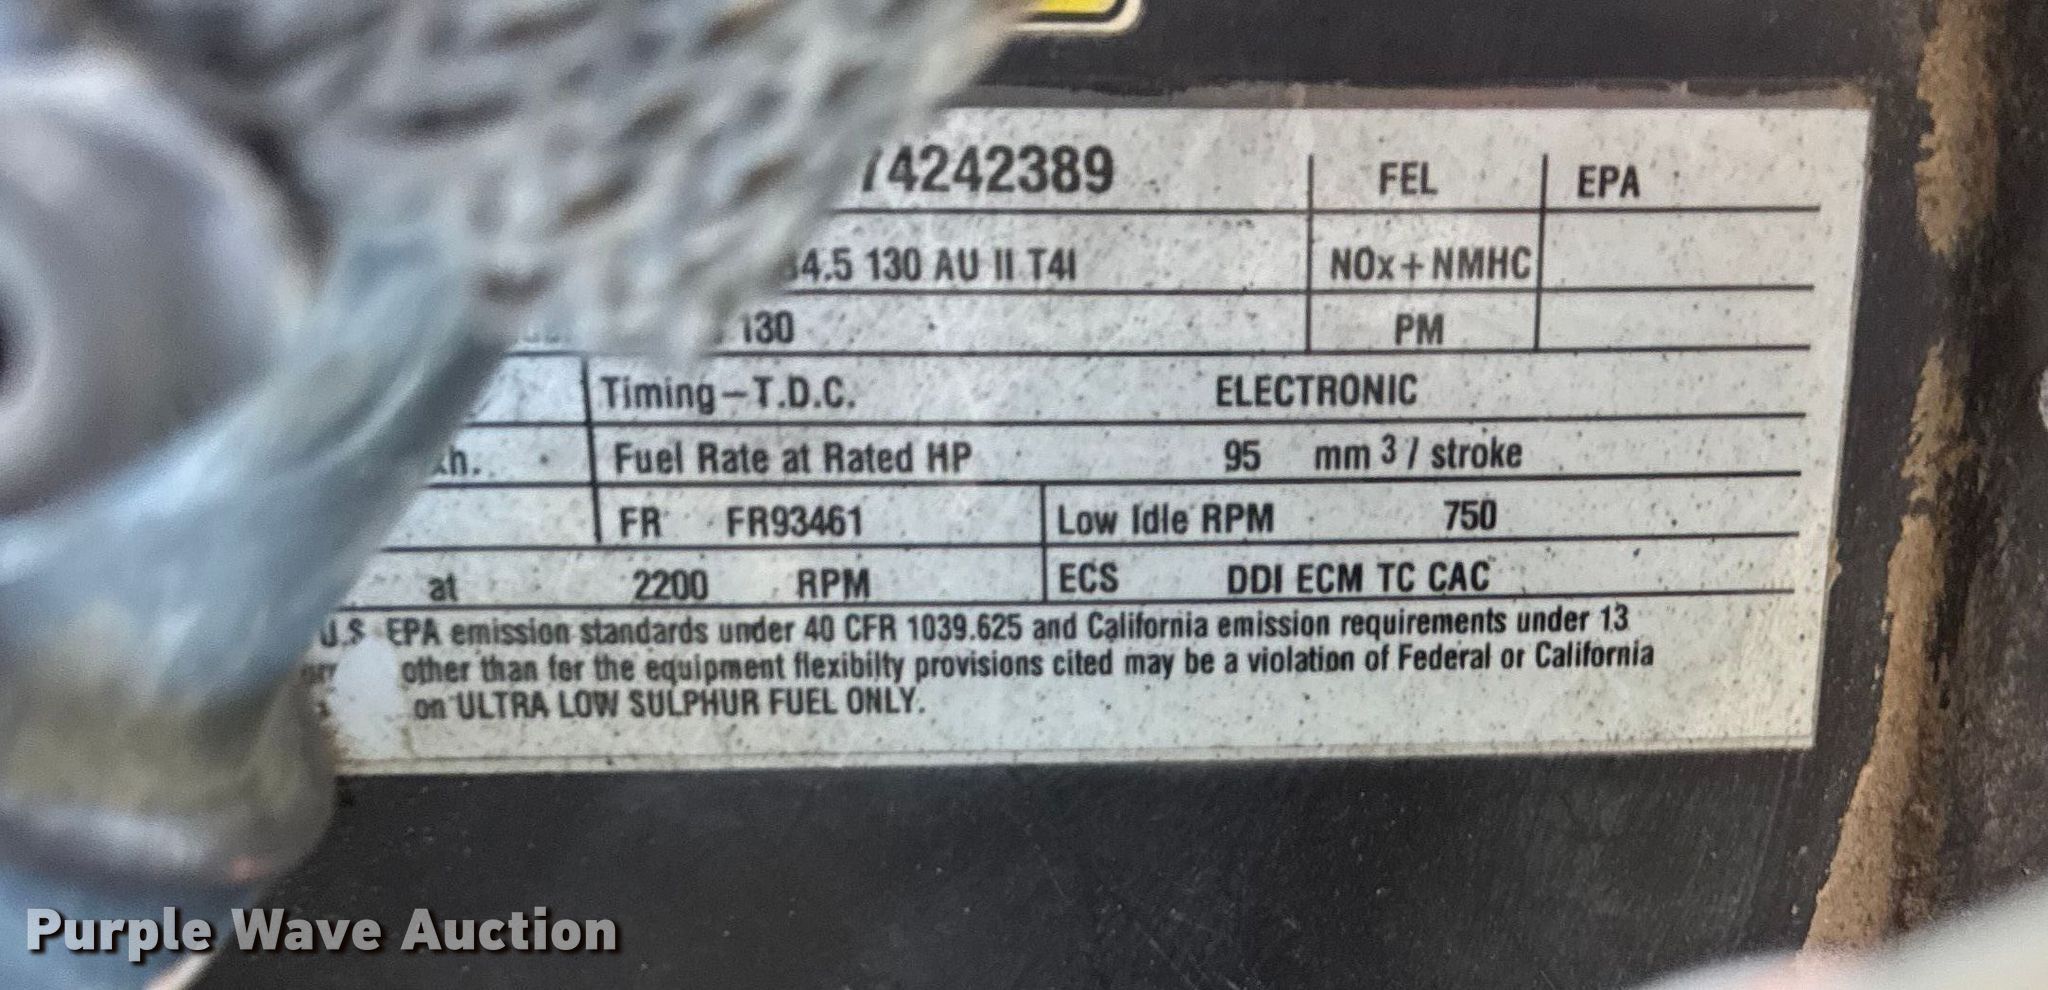 74242389 FEL EPA
4.5 130 AU II T4I NOx+NMHC
130 PM
Timing-T.D.C. ELECTRONIC
Fuel Rate at Rated HP 95 mm 3 / stroke
FR FR93461 Low Idle RPM 750
at 2200 RPM ECS DDI ECM TC CAC
U.S EPA emission standards under 40 CFR 1039.625 and California emission requirements under 13
other than for the equipment flexibilty provisions cited may be a violation of Federal or California
on ULTRA LOW SULPHUR FUEL ONLY.
Purple Wave Auction